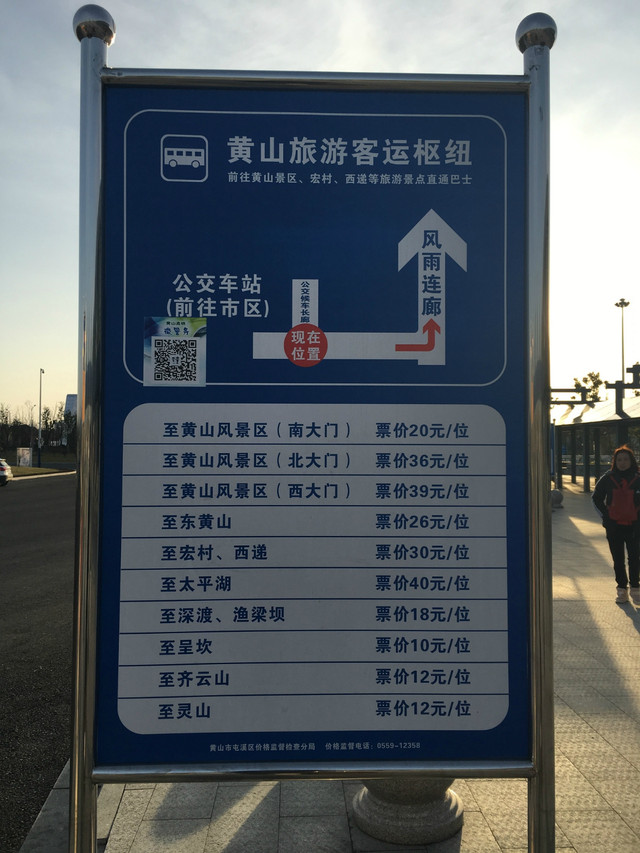 黄山旅游客运枢纽
前往黄山景区、宏村、西递等旅游景点直通巴士
风雨连廊
公交车站
(前往市区)
公交候车长廊
现在
位置
至黄山风景区（南大门） 票价20元/位
至黄山风景区（北大门） 票价36元/位
至黄山风景区（西大门） 票价39元/位
至东黄山 票价26元/位
至宏村、西递 票价30元/位
至太平湖 票价40元/位
至深渡、渔梁坝 票价18元/位
至呈坎 票价10元/位
至齐云山 票价12元/位
至灵山 票价12元/位
黄山市屯溪区价格监督检查分局 价格监督电话：0559-12358